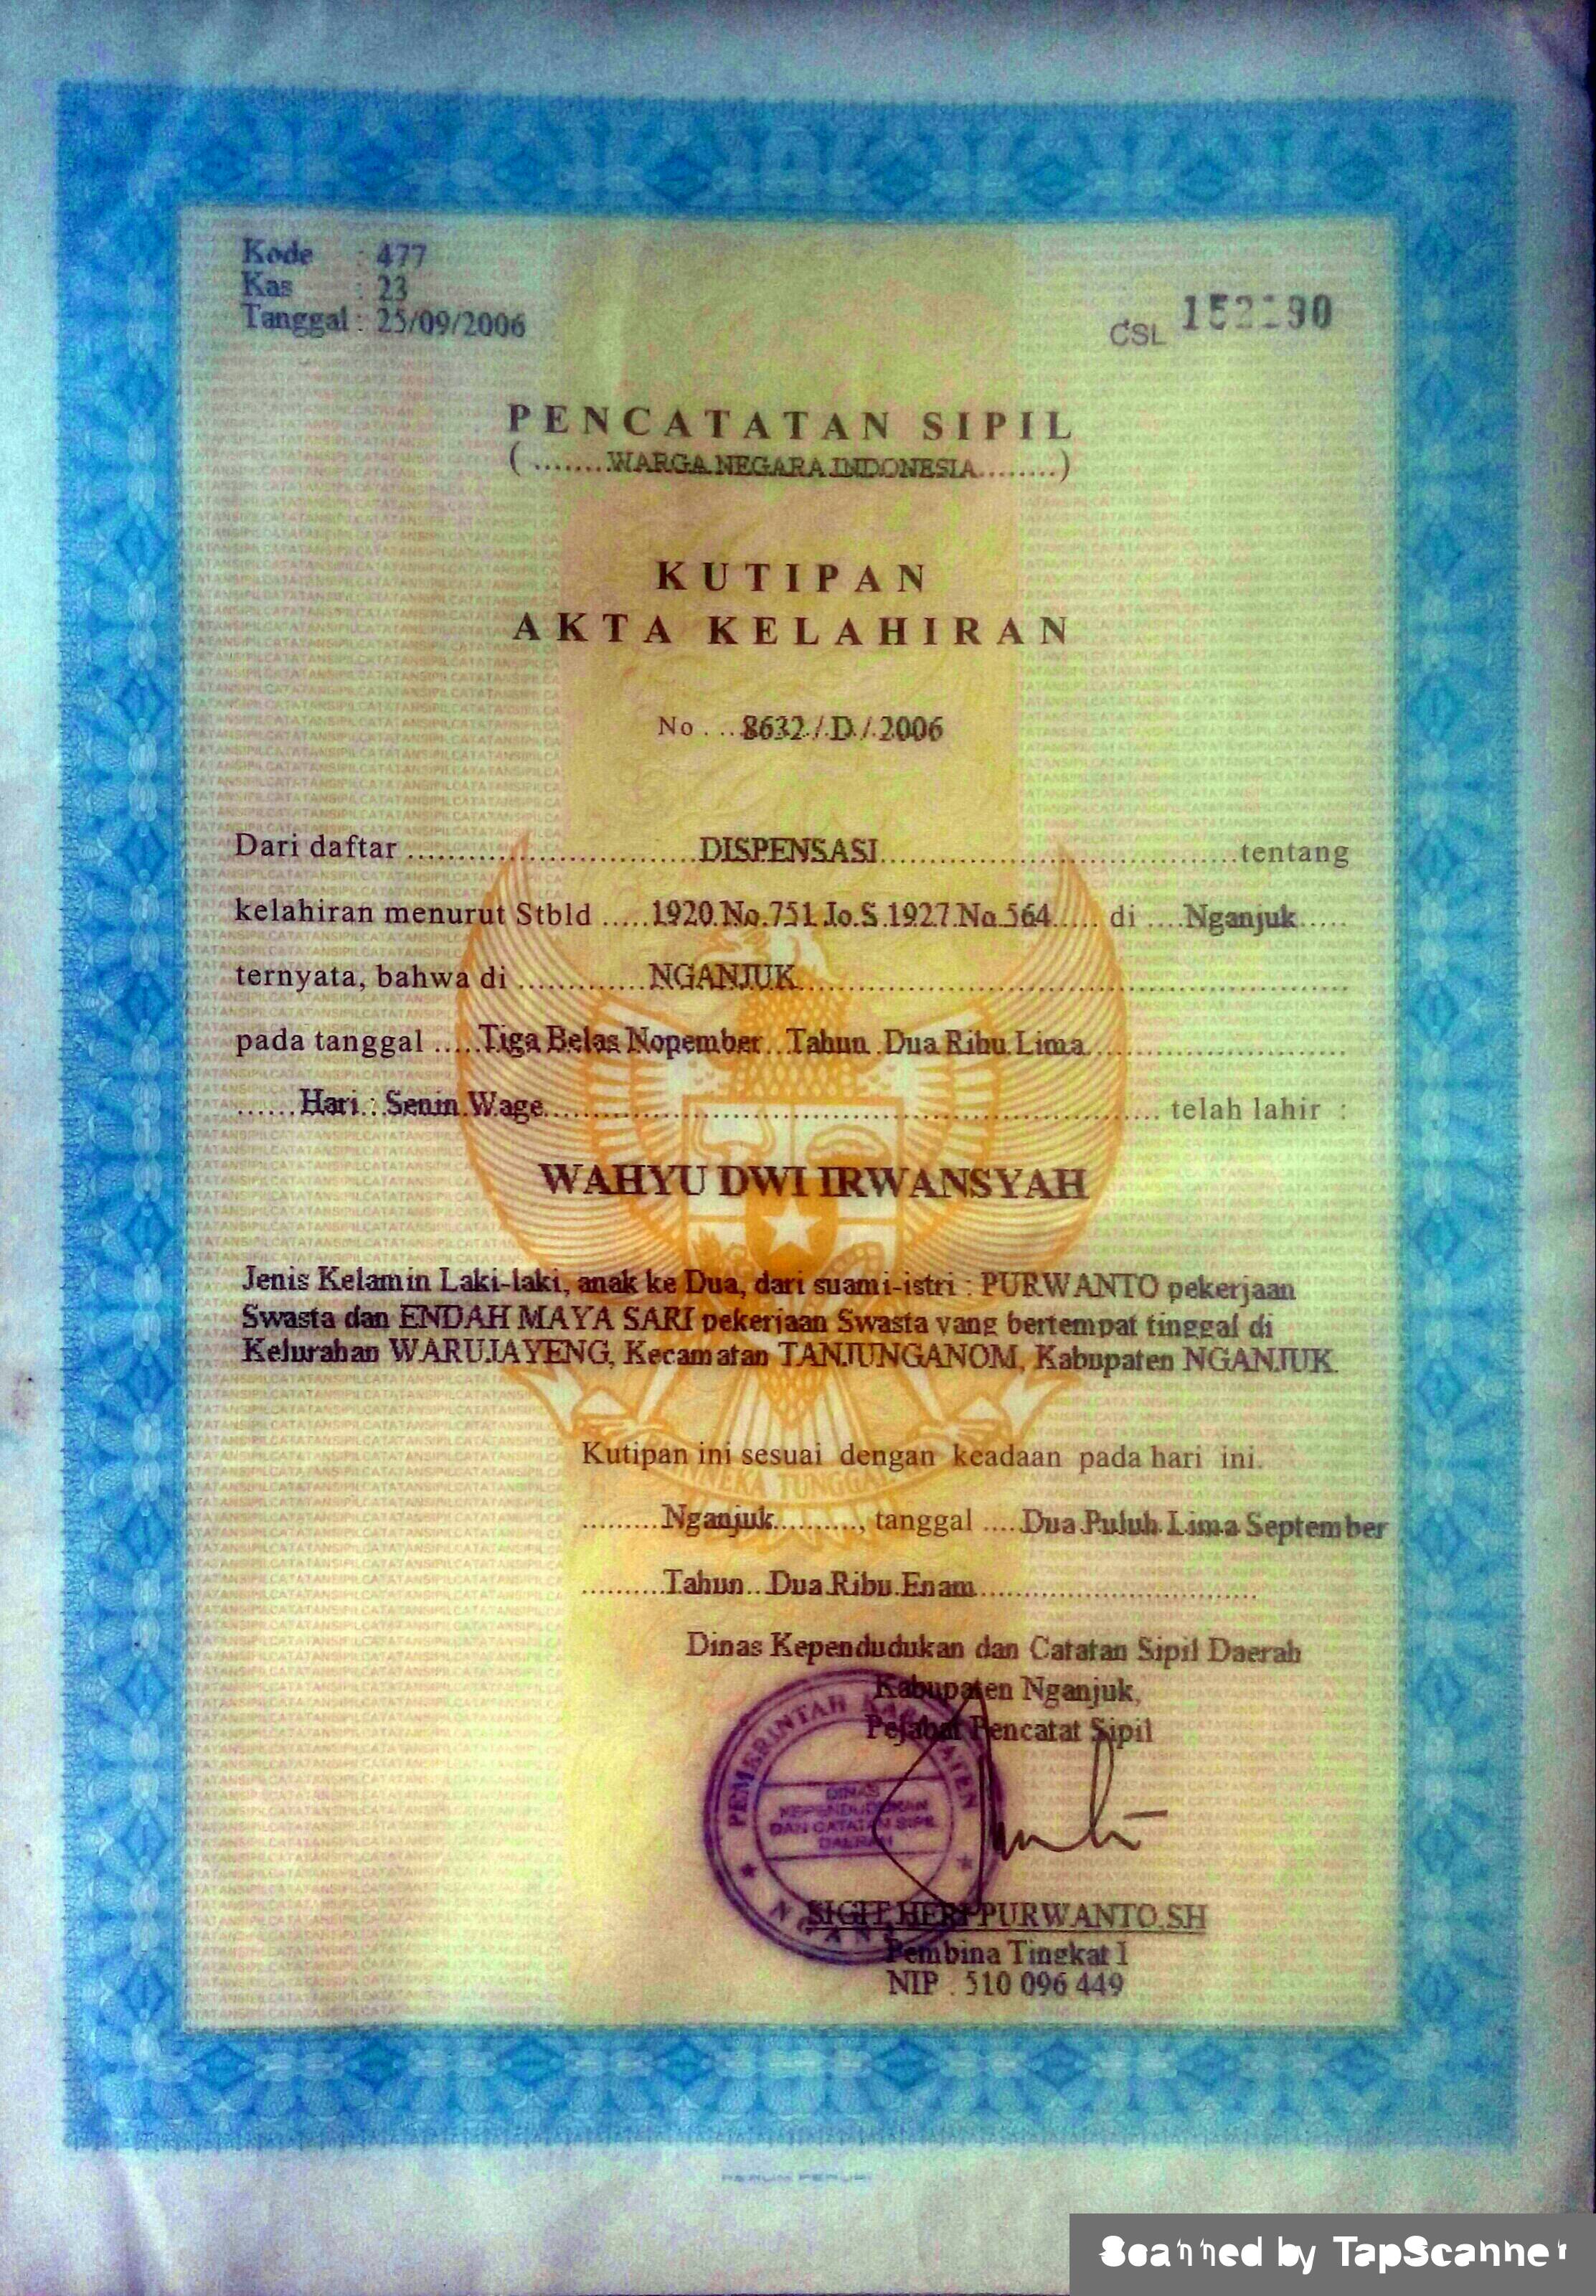 Kode : 477
Kas : 23
Tanggal : 25/09/2006
CSL
PENCATATAN SIPIL
(........WARGA NEGARA INDONESIA........)
KUTIPAN
AKTA KELAHIRAN
No....8632 / D / 2006
Dari daftar ........DISPENSASI........ tentang
kelahiran menurut Stbld .....1920 No.751 Jo.S.1927 No.564..... di ....Nganjuk.....
ternyata, bahwa di ........NGANJUK........
pada tanggal .....Tiga Belas Nopember Tahun Dua Ribu Lima........
......Hari : Senin Wage........ telah lahir :
WAHYU DWI IRWANSYAH
Jenis Kelamin Laki-laki, anak ke Dua, dari suami-istri : PURWANTO pekerjaan
Swasta dan ENDAH MAYA SARI pekerjaan Swasta yang bertempat tinggal di
Kelurahan WARUJAYENG, Kecamatan TANJUNGANOM, Kabupaten NGANJUK.
Kutipan ini sesuai dengan keadaan pada hari ini.
.........Nganjuk.........., tanggal ....Dua Puluh Lima September
..........Tahun Dua Ribu Enam........
Dinas Kependudukan dan Catatan Sipil Daerah
Kabupaten Nganjuk,
Pejabat Pencatat Sipil
PEMERINTAH KABUPATEN
DINAS
KEPENDUDUKAN
DAN CATATAN SIPIL
DAERAH
NGANJUK
SIGIT HERI PURWANTO.SH
Pembina Tingkat I
NIP . 510 096 449
PERUM PERURI
Scanned by TapScanner